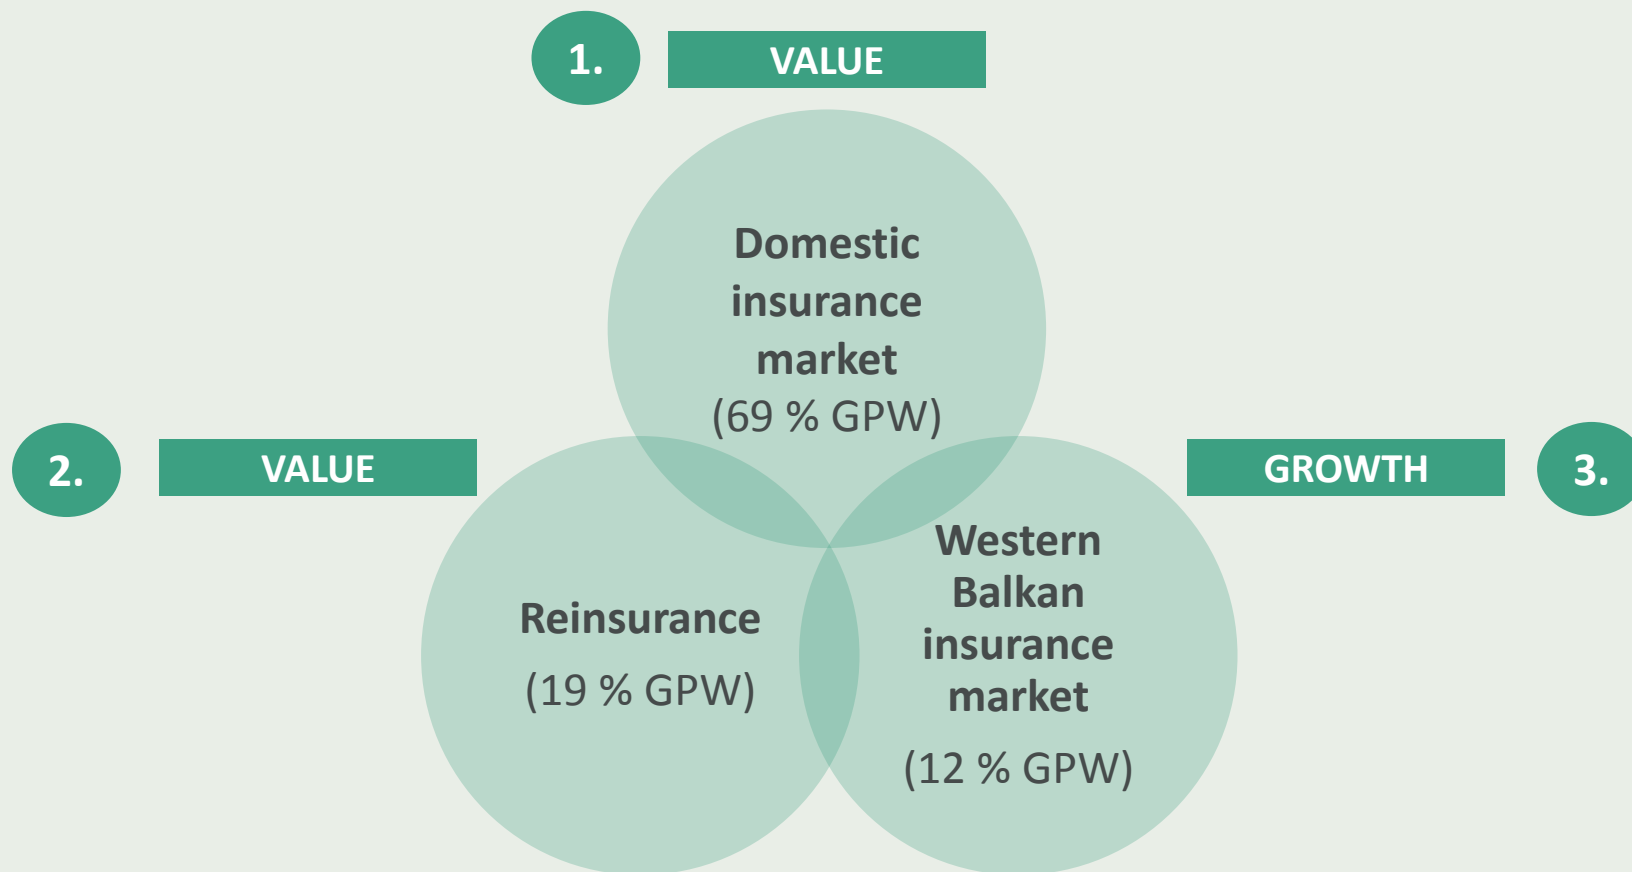 1.
VALUE
Domestic
insurance
market
(69 % GPW)
2.
VALUE
GROWTH
3.
Reinsurance
(19 % GPW)
Western
Balkan
insurance
market
(12 % GPW)